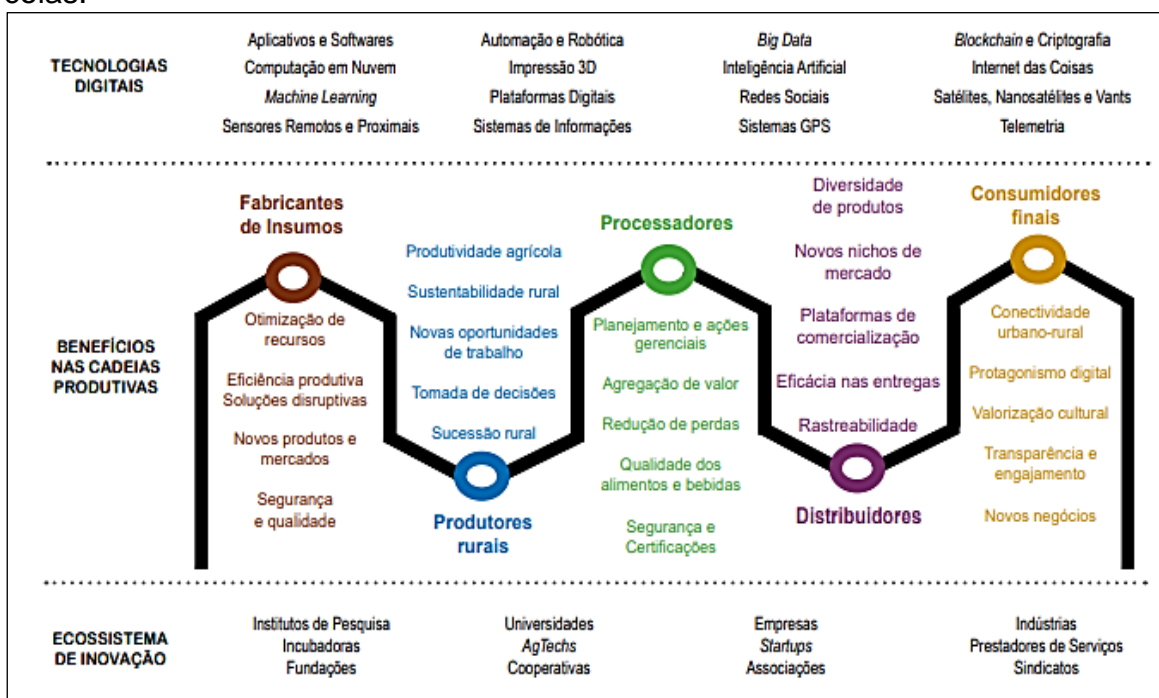 TECNOLOGIAS
DIGITAIS
Aplicativos e Softwares
Computação em Nuvem
Machine Learning
Sensores Remotos e Proximais
Automação e Robótica
Impressão 3D
Plataformas Digitais
Sistemas de Informações
Big Data
Inteligência Artificial
Redes Sociais
Sistemas GPS
Blockchain e Criptografia
Internet das Coisas
Satélites, Nanosatélites e Vants
Telemetria
BENEFÍCIOS
NAS CADEIAS
PRODUTIVAS
Fabricantes
de Insumos
Otimização de
recursos
Eficiência produtiva
Soluções disruptivas
Novos produtos e
mercados
Segurança
e qualidade
Produtividade agrícola
Sustentabilidade rural
Novas oportunidades
de trabalho
Tomada de decisões
Sucessão rural
Produtores
rurais
Processadores
Planejamento e ações
gerenciais
Agregação de valor
Redução de perdas
Qualidade dos
alimentos e bebidas
Segurança e
Certificações
Diversidade
de produtos
Novos nichos de
mercado
Plataformas de
comercialização
Eficácia nas entregas
Rastreabilidade
Distribuidores
Consumidores
finais
Conectividade
urbano-rural
Protagonismo digital
Valorização cultural
Transparência e
engajamento
Novos negócios
ECOSSISTEMA
DE INOVAÇÃO
Institutos de Pesquisa
Incubadoras
Fundações
Universidades
AgTechs
Cooperativas
Empresas
Startups
Associações
Indústrias
Prestadores de Serviços
Sindicatos